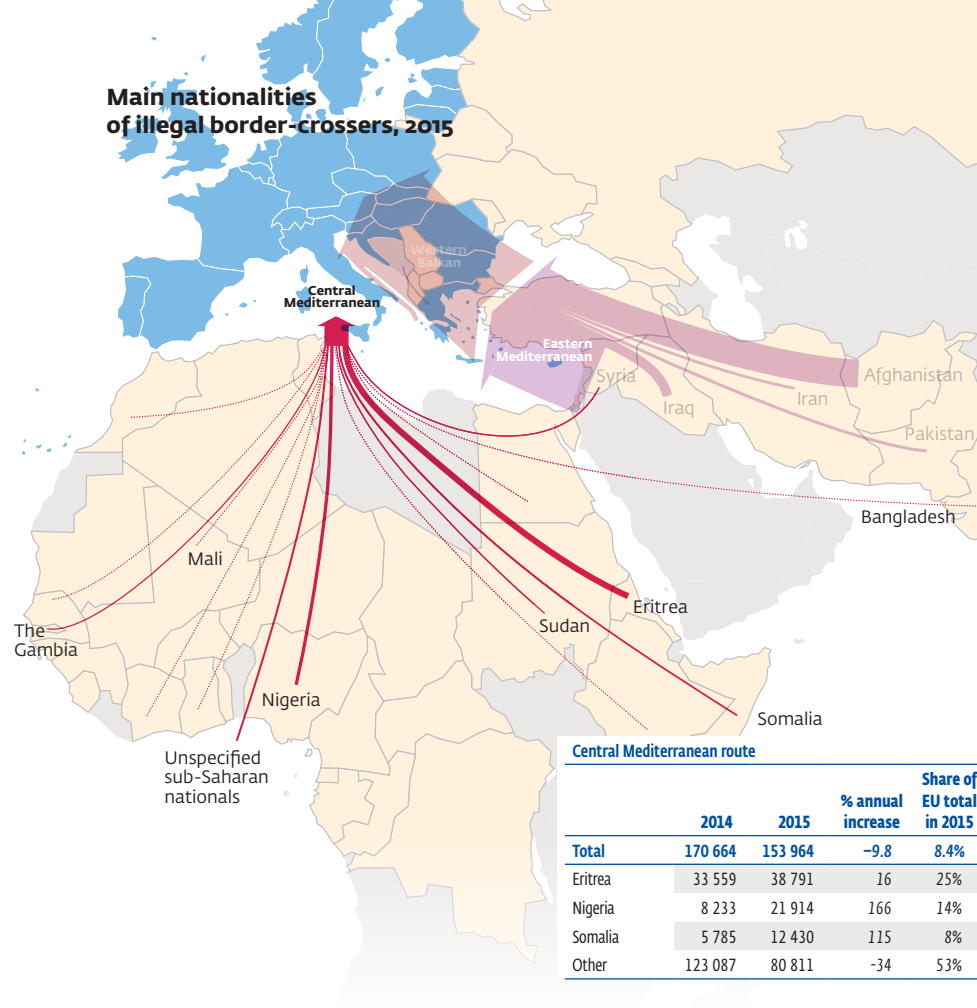 Main nationalities
of illegal border-crossers, 2015
Western
Balkan
Central
Mediterranean
Eastern
Mediterranean
Syria
Afghanistan
Iraq
Iran
Pakistan
Bangladesh
Mali
The
Gambia
Eritrea
Sudan
Nigeria
Somalia
Unspecified
sub-Saharan
nationals
Central Mediterranean route
2014 2015 % annual increase Share of EU total in 2015
Total 170 664 153 964 –9.8 8.4%
Eritrea 33 559 38 791 16 25%
Nigeria 8 233 21 914 166 14%
Somalia 5 785 12 430 115 8%
Other 123 087 80 811 -34 53%